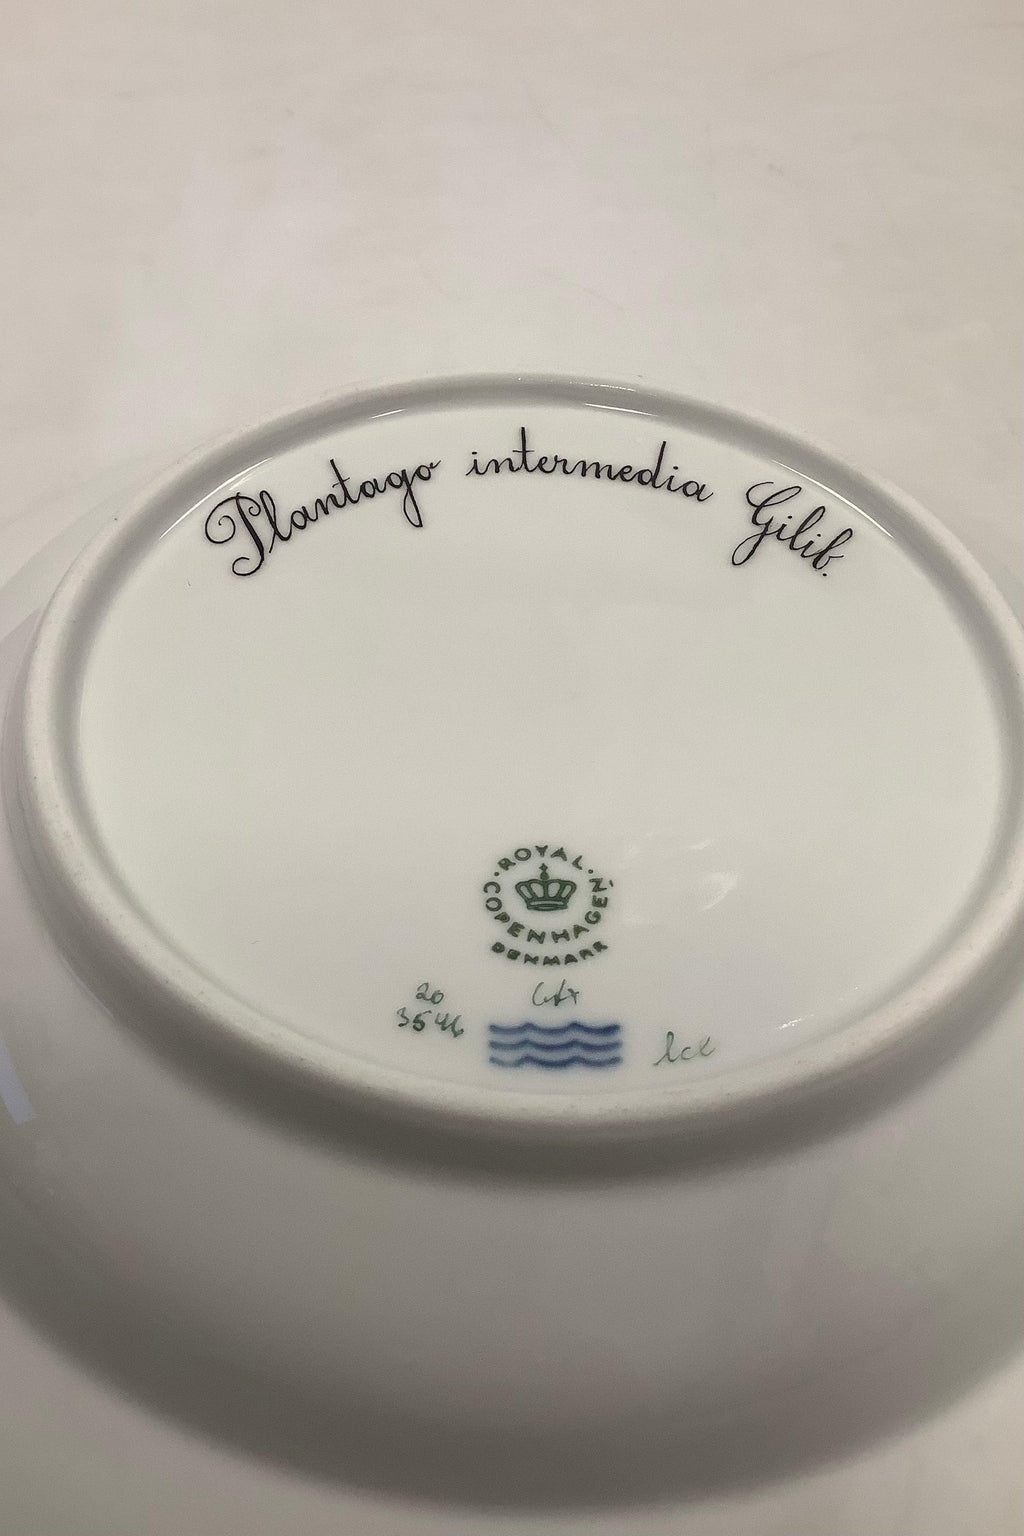 Plantago intermedia Gilib.
ROYAL COPENHAGEN
DENMARK
20
3546